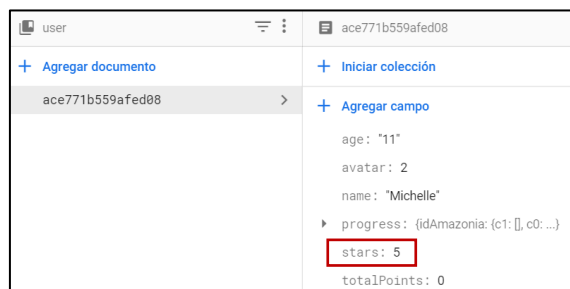 user
+ Agregar documento
ace771b559afed08
ace771b559afed08
+ Iniciar colección
+ Agregar campo
age: "11"
avatar: 2
name: "Michelle"
progress: {idAmazonia: {c1: [], c0: ...}
stars: 5
totalPoints: 0